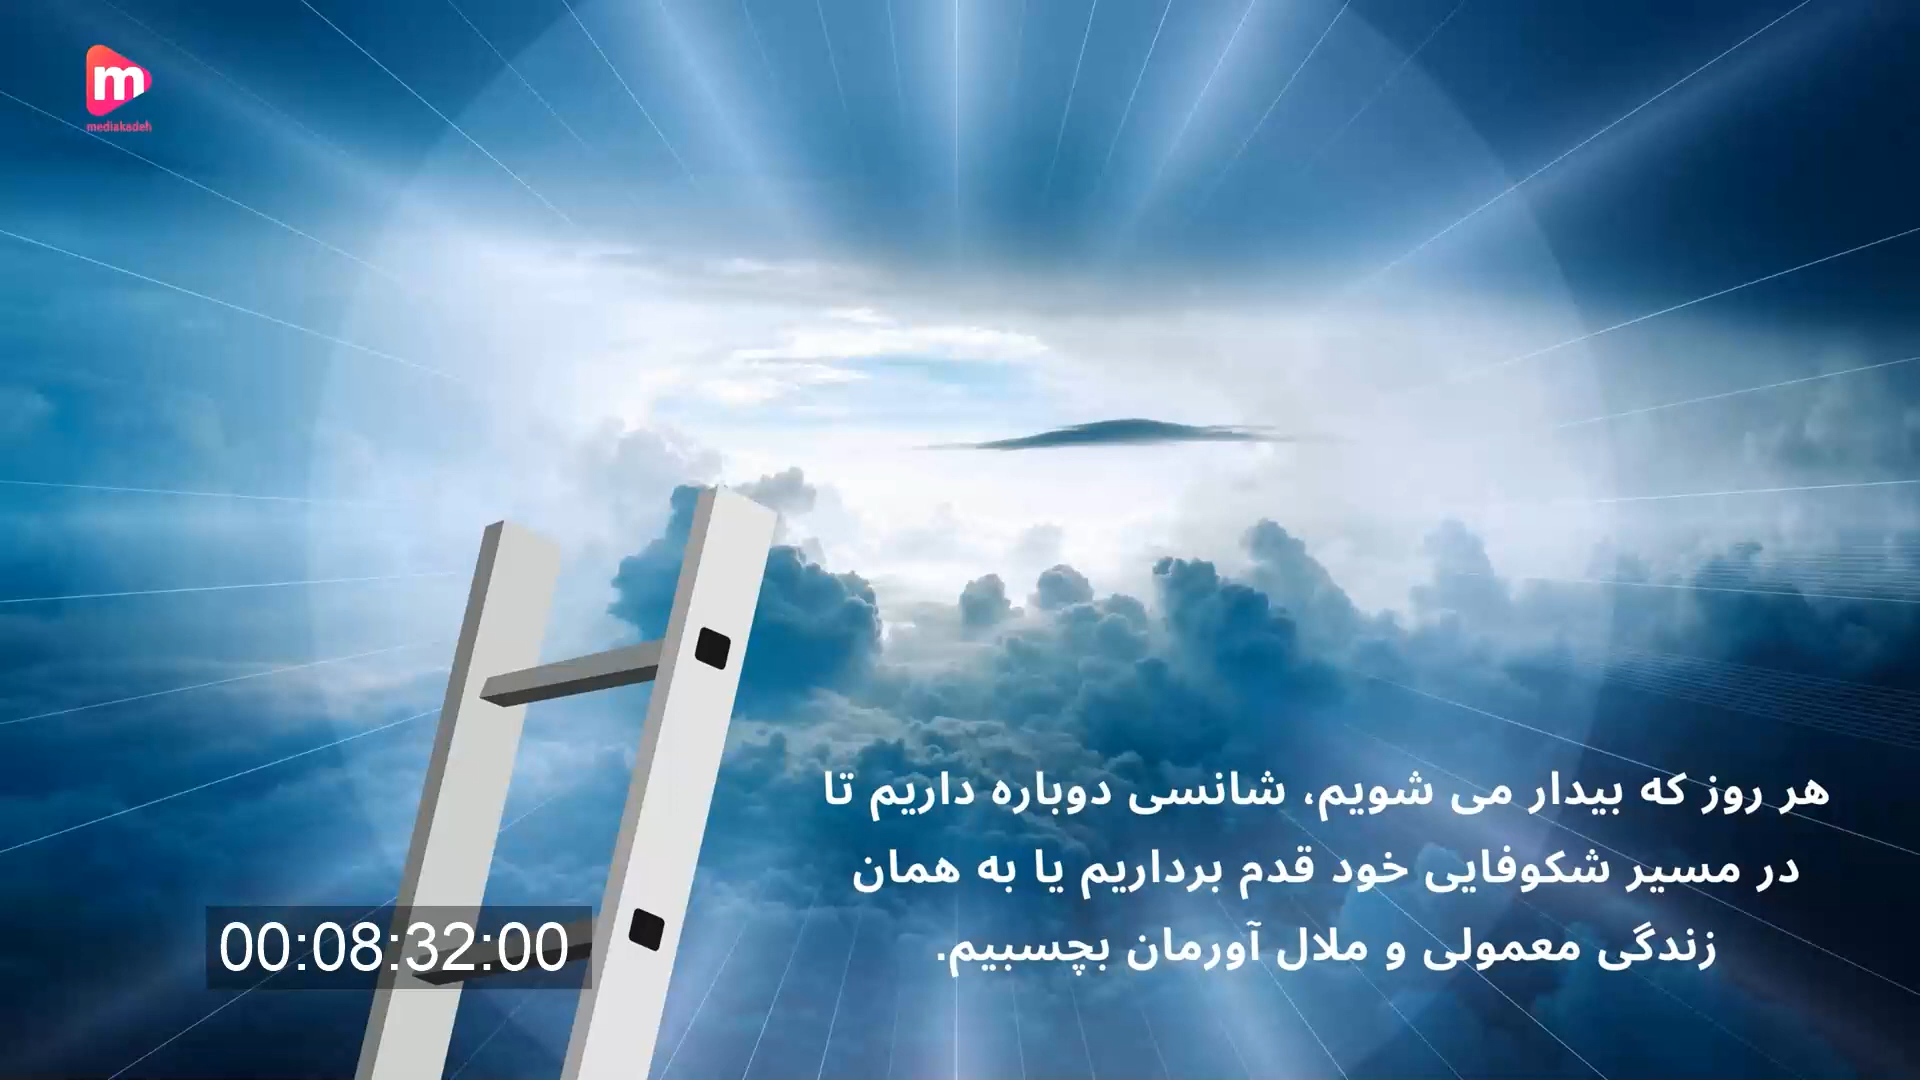 m
mediakadeh
هر روز که بیدار می شویم، شانسی دوباره داریم تا
در مسیر شکوفایی خود قدم برداریم یا به همان
زندگی معمولی و ملال آورمان بچسبیم.
00:08:32:00